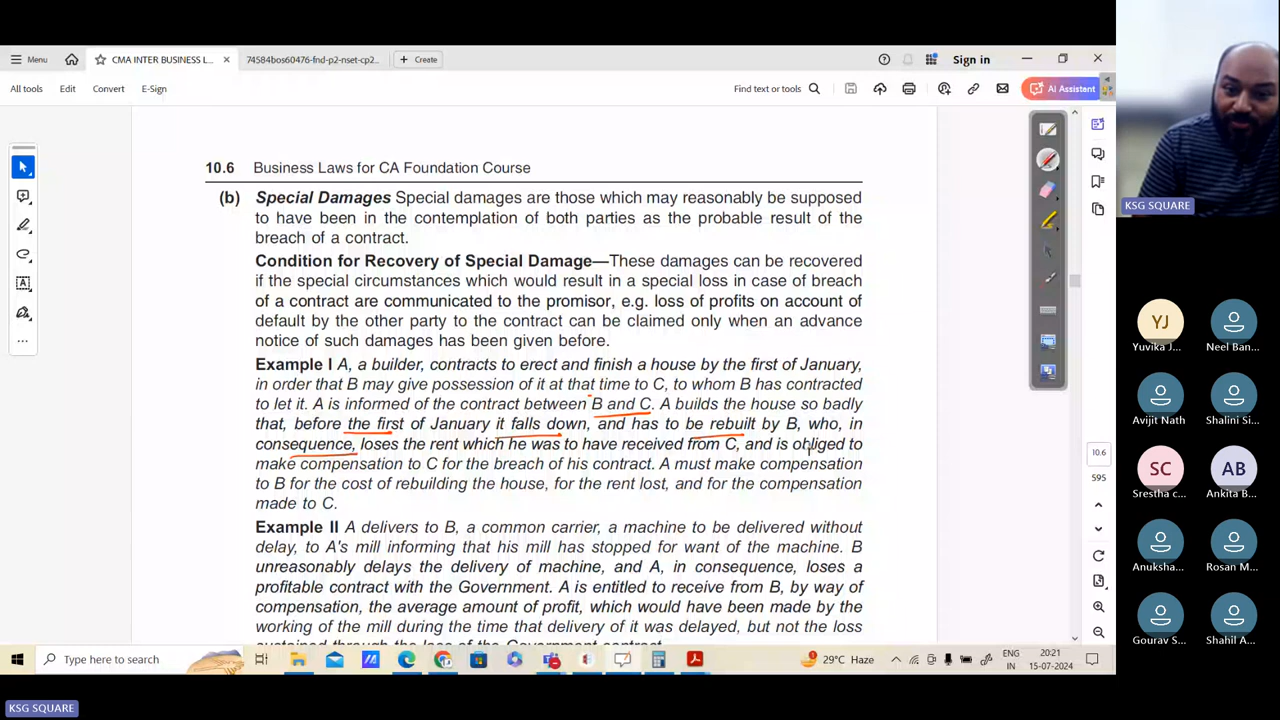 Menu
CMA INTER BUSINESS L...
74584bos60476-fnd-p2-nset-cp2...
+ Create
Sign in
All tools
Edit
Convert
E-Sign
Find text or tools
AI Assistant
10.6 Business Laws for CA Foundation Course
(b) Special Damages Special damages are those which may reasonably be supposed
to have been in the contemplation of both parties as the probable result of the
breach of a contract.
Condition for Recovery of Special Damage—These damages can be recovered
if the special circumstances which would result in a special loss in case of breach
of a contract are communicated to the promisor, e.g. loss of profits on account of
default by the other party to the contract can be claimed only when an advance
notice of such damages has been given before.
Example I A, a builder, contracts to erect and finish a house by the first of January,
in order that B may give possession of it at that time to C, to whom B has contracted
to let it. A is informed of the contract between B and C. A builds the house so badly
that, before the first of January it falls down, and has to be rebuilt by B, who, in
consequence, loses the rent which he was to have received from C, and is obliged to
make compensation to C for the breach of his contract. A must make compensation
to B for the cost of rebuilding the house, for the rent lost, and for the compensation
made to C.
Example II A delivers to B, a common carrier, a machine to be delivered without
delay, to A's mill informing that his mill has stopped for want of the machine. B
unreasonably delays the delivery of machine, and A, in consequence, loses a
profitable contract with the Government. A is entitled to receive from B, by way of
compensation, the average amount of profit, which would have been made by the
working of the mill during the time that delivery of it was delayed, but not the loss
sustained through the loss of the Government contract.
10.6
595
KSG SQUARE
YJ
Yuvika J...
Neel Ban...
Avijit Nath
Shalini S...
SC
Srestha c...
AB
Ankita B...
Anuksha...
Rosan M...
Gourav S...
Shahil A...
Type here to search
29°C Haze
ENG
IN
20:21
15-07-2024
KSG SQUARE